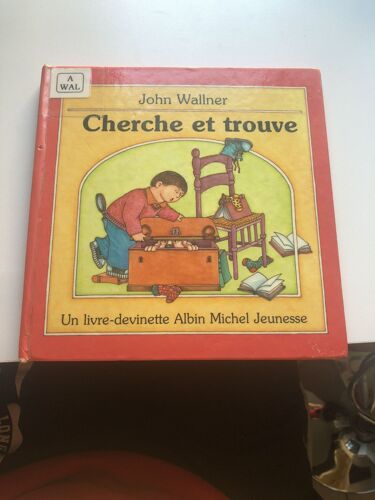 A
WAL
John Wallner
Cherche et trouve
Un livre-devinette Albin Michel Jeunesse